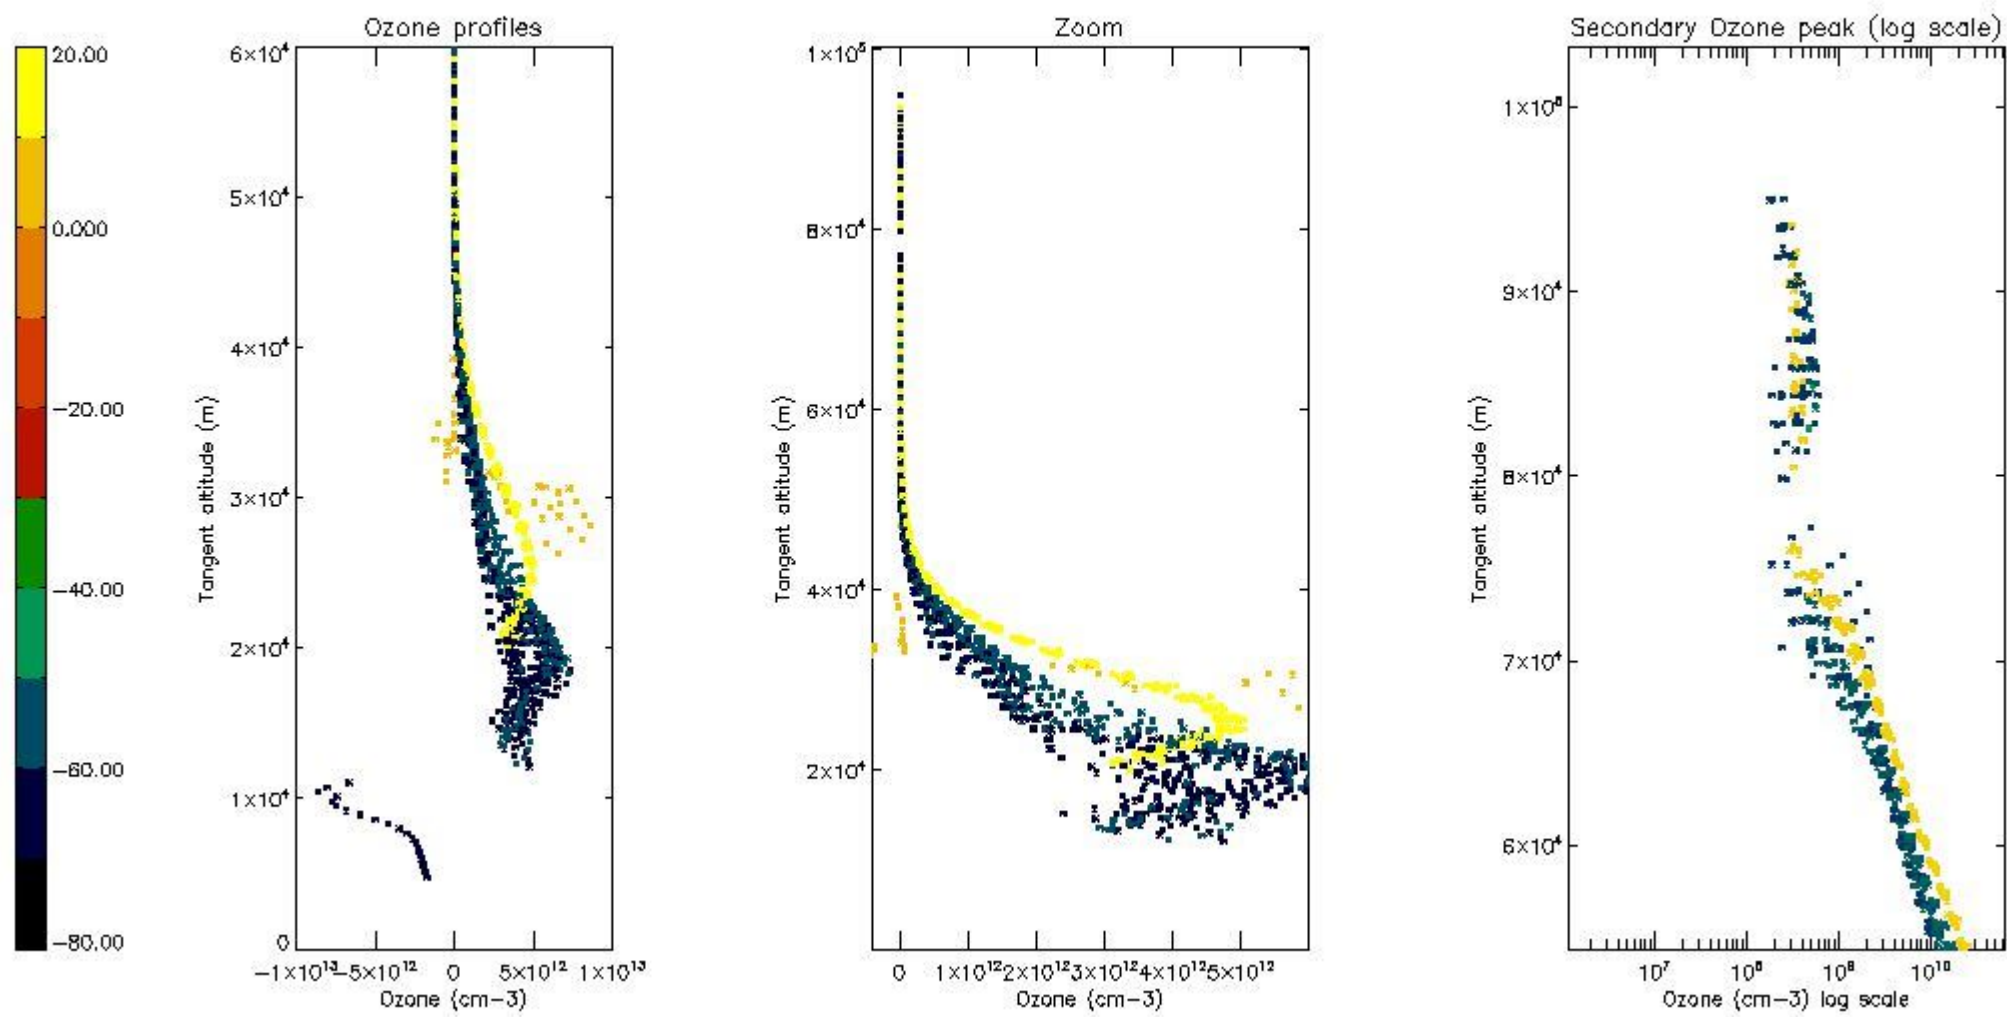 Ozone profiles
Zoom
Secondary Ozone peak (log scale)
20.00
0.000
−20.00
−40.00
−60.00
−80.00
6×10⁴
5×10⁴
4×10⁴
3×10⁴
2×10⁴
1×10⁴
0
Tangent altitude (m)
−1×10¹³ −5×10¹² 0 5×10¹² 1×10¹³
Ozone (cm−3)
1×10⁵
8×10⁴
6×10⁴
4×10⁴
2×10⁴
Tangent altitude (m)
0 1×10¹² 2×10¹² 3×10¹² 4×10¹² 5×10¹²
Ozone (cm−3)
1×10⁵
9×10⁴
8×10⁴
7×10⁴
6×10⁴
Tangent altitude (m)
10⁷ 10⁸ 10⁹ 10¹⁰
Ozone (cm−3) log scale